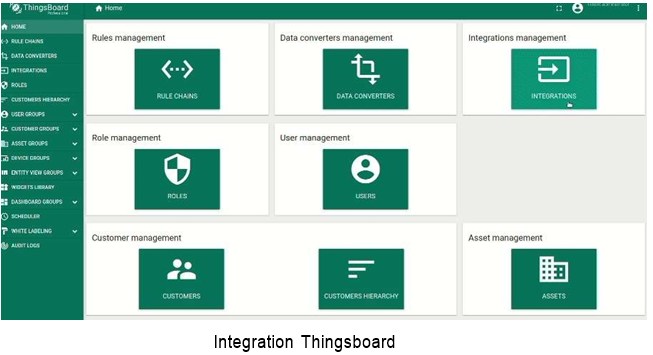 ThingsBoard
Home
HOME
RULE CHAINS
DATA CONVERTERS
INTEGRATIONS
ROLES
CUSTOMERS HIERARCHY
USER GROUPS
CUSTOMER GROUPS
ASSET GROUPS
DEVICE GROUPS
ENTITY VIEW GROUPS
WIDGETS LIBRARY
DASHBOARD GROUPS
SCHEDULER
WHITE LABELING
AUDIT LOGS
Rules management
RULE CHAINS
Data converters management
DATA CONVERTERS
Integrations management
INTEGRATIONS
Role management
ROLES
User management
USERS
Customer management
CUSTOMERS
CUSTOMERS HIERARCHY
Asset management
ASSETS
Integration Thingsboard